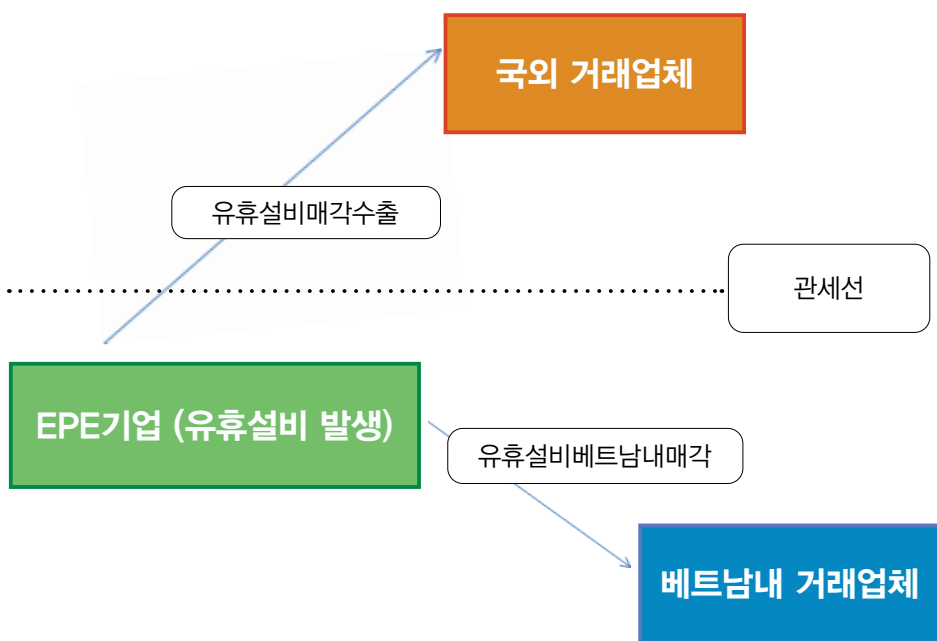 국외 거래업체
유휴설비매각수출
관세선
EPE기업 (유휴설비 발생)
유휴설비베트남내매각
베트남내 거래업체